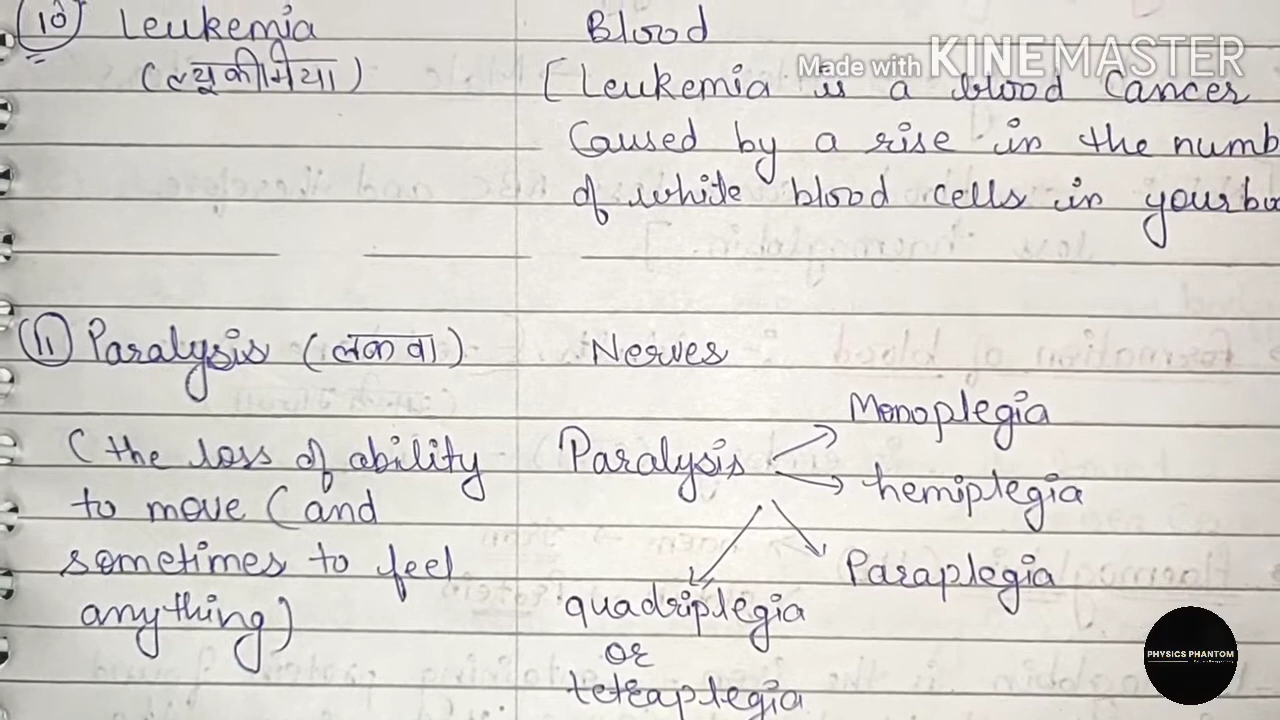 10 Leukemia Blood
(ल्यूकीमिया)
Made with KINEMASTER
[Leukemia is a blood Cancer
Caused by a rise in the numb
of white blood cells in your bo
11 Paralysis (लकवा) Nerves
(the loss of ability
to move (and
sometimes to feel
anything)
Paralysis
Monoplegia
hemiplegia
Paraplegia
quadriplegia
or
tetraplegia
PHYSICS PHANTOM